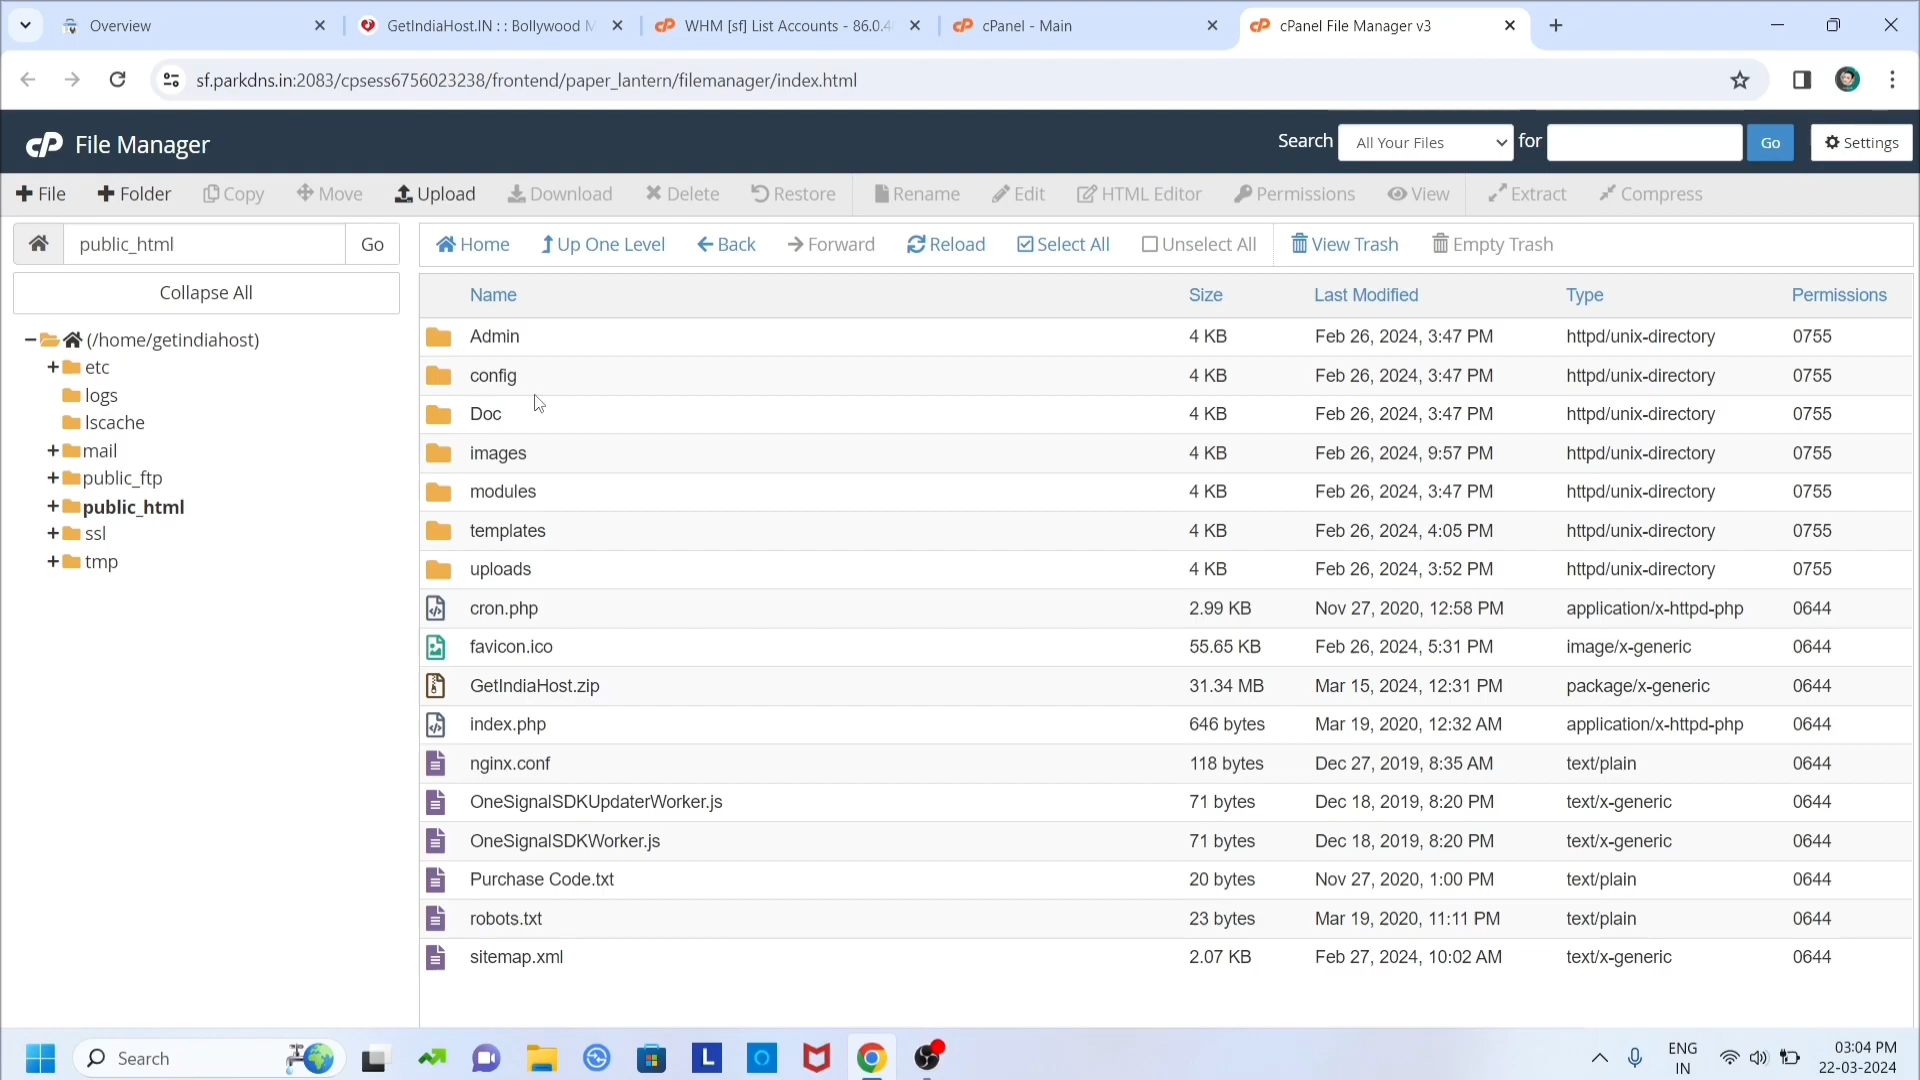 Overview
GetIndiaHost.IN : : Bollywood M
WHM [sf] List Accounts - 86.0.4
cPanel - Main
cPanel File Manager v3
sf.parkdns.in:2083/cpsess6756023238/frontend/paper_lantern/filemanager/index.html
cP File Manager
Search All Your Files for Go Settings
File Folder Copy Move Upload Download Delete Restore Rename Edit HTML Editor Permissions View Extract Compress
public_html Go
Home Up One Level Back Forward Reload Select All Unselect All View Trash Empty Trash
Collapse All
(/home/getindiahost)
etc
logs
lscache
mail
public_ftp
public_html
ssl
tmp
Name Size Last Modified Type Permissions
Admin 4 KB Feb 26, 2024, 3:47 PM httpd/unix-directory 0755
config 4 KB Feb 26, 2024, 3:47 PM httpd/unix-directory 0755
Doc 4 KB Feb 26, 2024, 3:47 PM httpd/unix-directory 0755
images 4 KB Feb 26, 2024, 9:57 PM httpd/unix-directory 0755
modules 4 KB Feb 26, 2024, 3:47 PM httpd/unix-directory 0755
templates 4 KB Feb 26, 2024, 4:05 PM httpd/unix-directory 0755
uploads 4 KB Feb 26, 2024, 3:52 PM httpd/unix-directory 0755
cron.php 2.99 KB Nov 27, 2020, 12:58 PM application/x-httpd-php 0644
favicon.ico 55.65 KB Feb 26, 2024, 5:31 PM image/x-generic 0644
GetIndiaHost.zip 31.34 MB Mar 15, 2024, 12:31 PM package/x-generic 0644
index.php 646 bytes Mar 19, 2020, 12:32 AM application/x-httpd-php 0644
nginx.conf 118 bytes Dec 27, 2019, 8:35 AM text/plain 0644
OneSignalSDKUpdaterWorker.js 71 bytes Dec 18, 2019, 8:20 PM text/x-generic 0644
OneSignalSDKWorker.js 71 bytes Dec 18, 2019, 8:20 PM text/x-generic 0644
Purchase Code.txt 20 bytes Nov 27, 2020, 1:00 PM text/plain 0644
robots.txt 23 bytes Mar 19, 2020, 11:11 PM text/plain 0644
sitemap.xml 2.07 KB Feb 27, 2024, 10:02 AM text/x-generic 0644
Search
L
ENG
IN
03:04 PM
22-03-2024